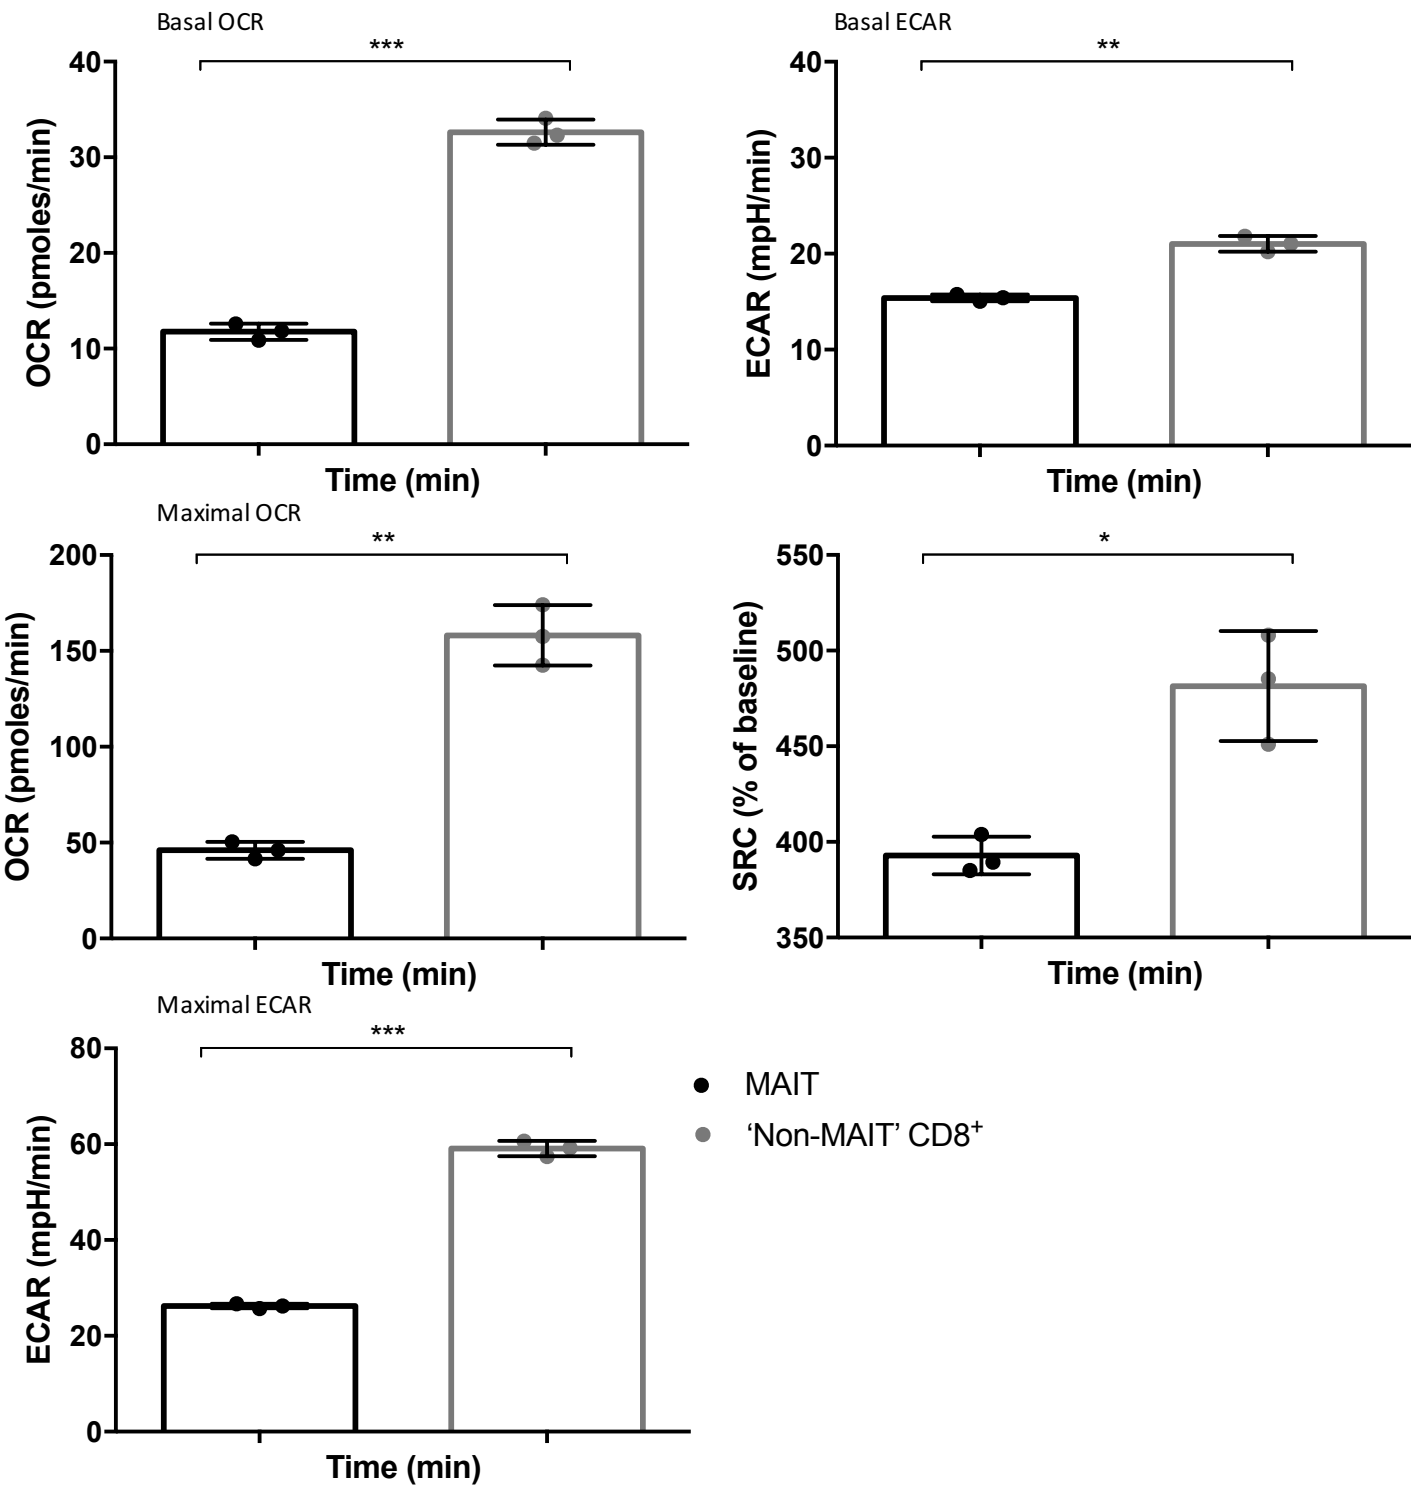 Basal OCR
***
40
30
20
10
0
OCR (pmoles/min)
Time (min)
Basal ECAR
**
40
30
20
10
0
ECAR (mpH/min)
Time (min)
Maximal OCR
**
200
150
100
50
0
OCR (pmoles/min)
Time (min)
*
550
500
450
400
350
SRC (% of baseline)
Time (min)
Maximal ECAR
***
80
60
40
20
0
ECAR (mpH/min)
Time (min)
MAIT
‘Non-MAIT’ CD8⁺